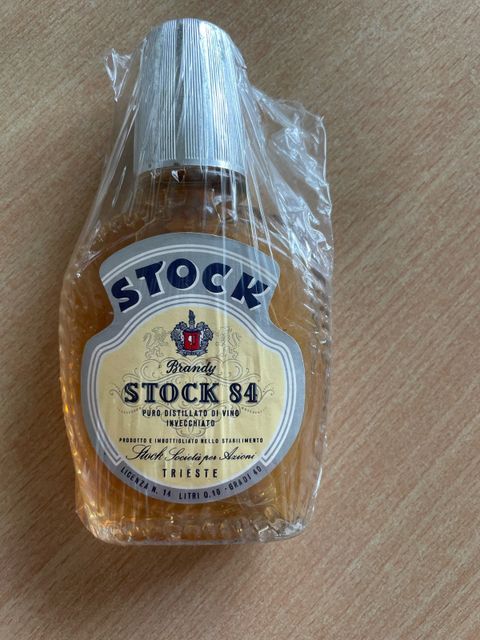 STOCK
Brandy
STOCK 84
PURO DISTILLATO DI VINO
INVECCHIATO
PRODOTTO E IMBOTTIGLIATO NELLO STABILIMENTO
Stock Società per Azioni
TRIESTE
LICENZA N. 14 LITRI 0,10 - GRADI 40